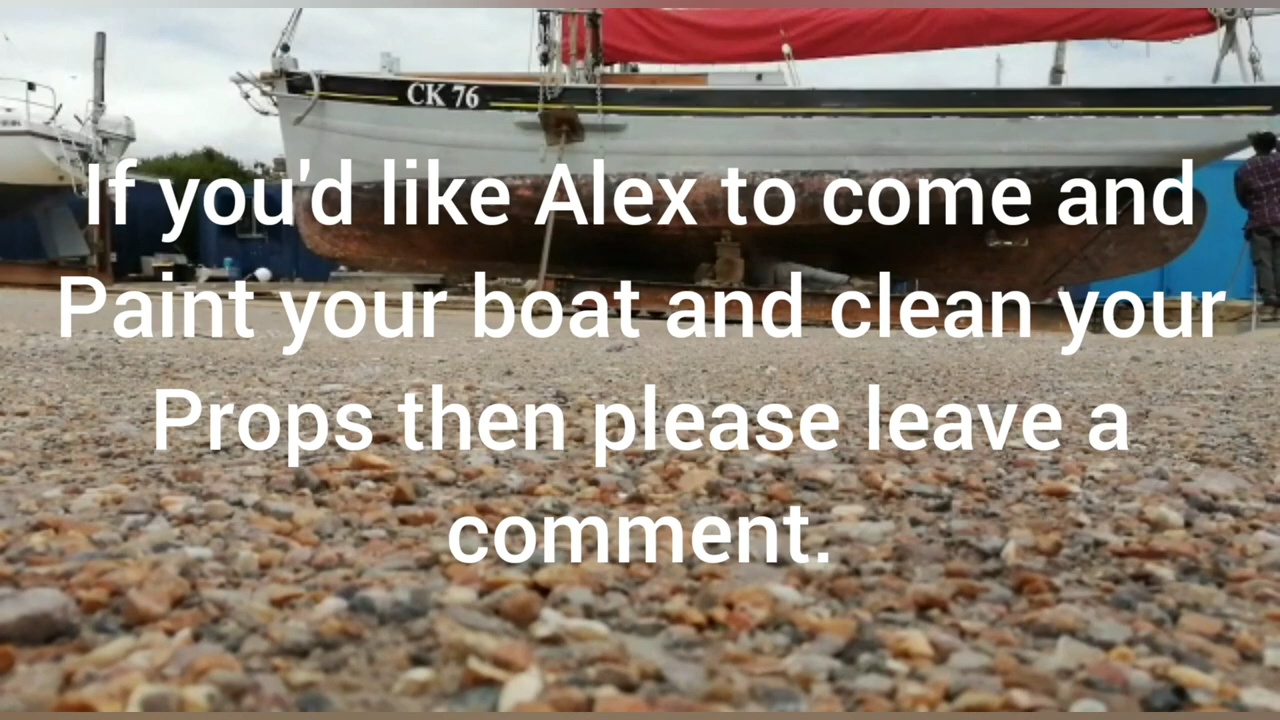 CK 76
If you'd like Alex to come and
Paint your boat and clean your
Props then please leave a
comment.